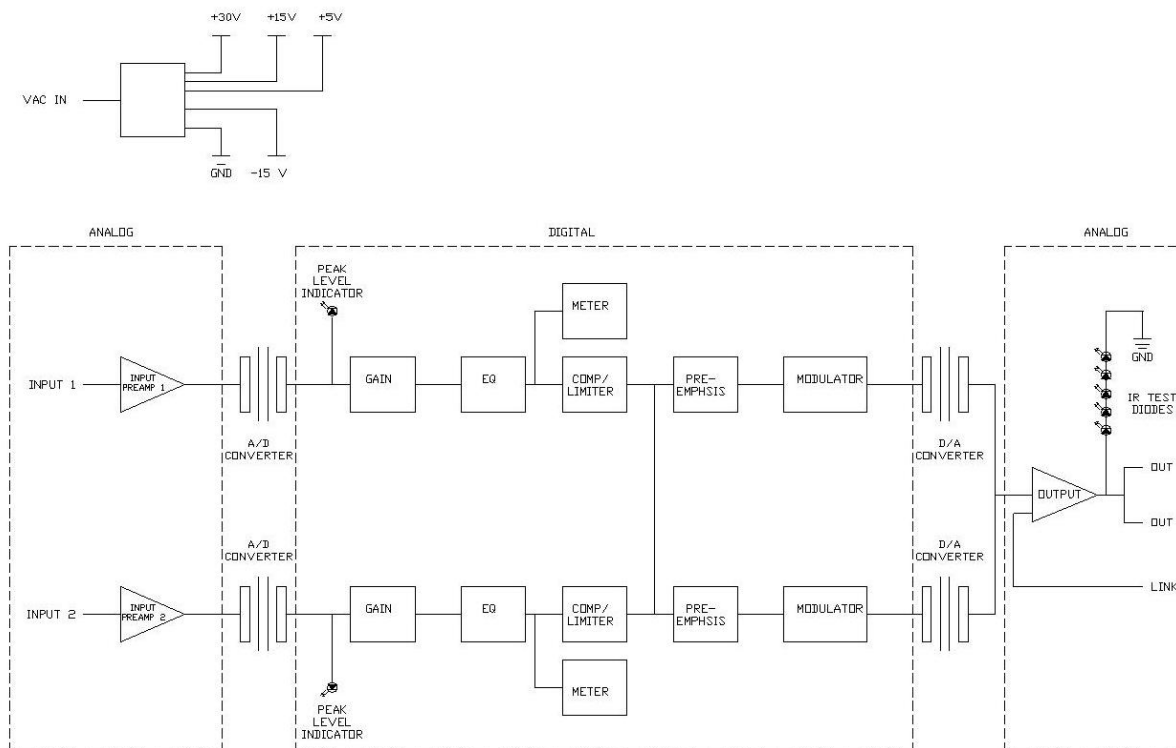 +30V
+15V
+5V
VAC IN
GND
-15 V
ANALOG
DIGITAL
ANALOG
PEAK
LEVEL
INDICATOR
METER
INPUT 1
INPUT
PREAMP 1
GAIN
EQ
COMP/
LIMITER
PRE-
EMPHSIS
MODULATOR
GND
IR TEST
DIODES
A/D
CONVERTER
D/A
CONVERTER
OUTPUT
OUT
OUT
A/D
CONVERTER
D/A
CONVERTER
LINK
INPUT 2
INPUT
PREAMP 2
GAIN
EQ
COMP/
LIMITER
PRE-
EMPHSIS
MODULATOR
METER
PEAK
LEVEL
INDICATOR